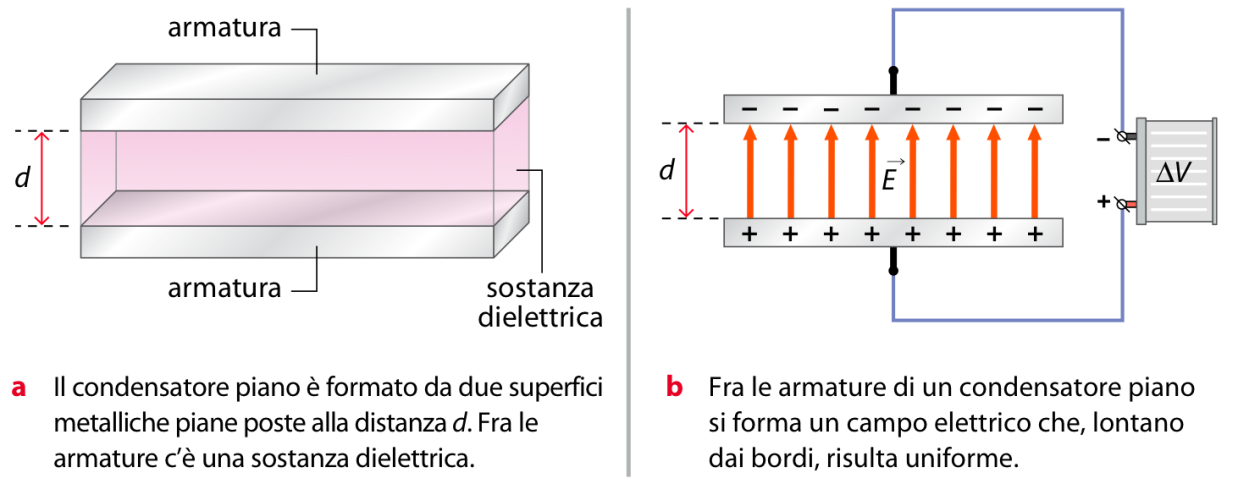 armatura
d
armatura
sostanza
dielettrica
a Il condensatore piano è formato da due superfici
metalliche piane poste alla distanza d. Fra le
armature c’è una sostanza dielettrica.
− − − − − − − −
d
E
+ + + + + + + +
−
ΔV
+
b Fra le armature di un condensatore piano
si forma un campo elettrico che, lontano
dai bordi, risulta uniforme.